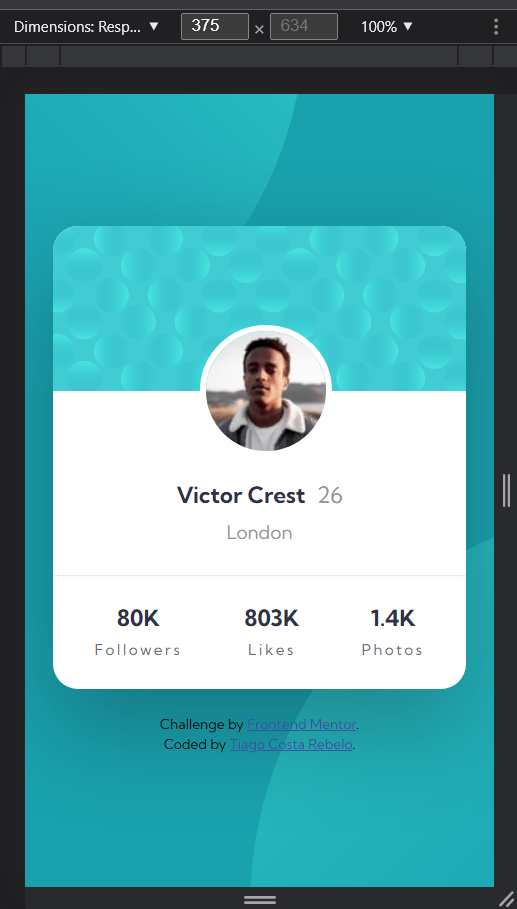 Dimensions: Resp... ▼ 375 × 634 100% ▼
Victor Crest 26
London
80K 803K 1.4K
Followers Likes Photos
Challenge by Frontend Mentor.
Coded by Tiago Costa Rebelo.